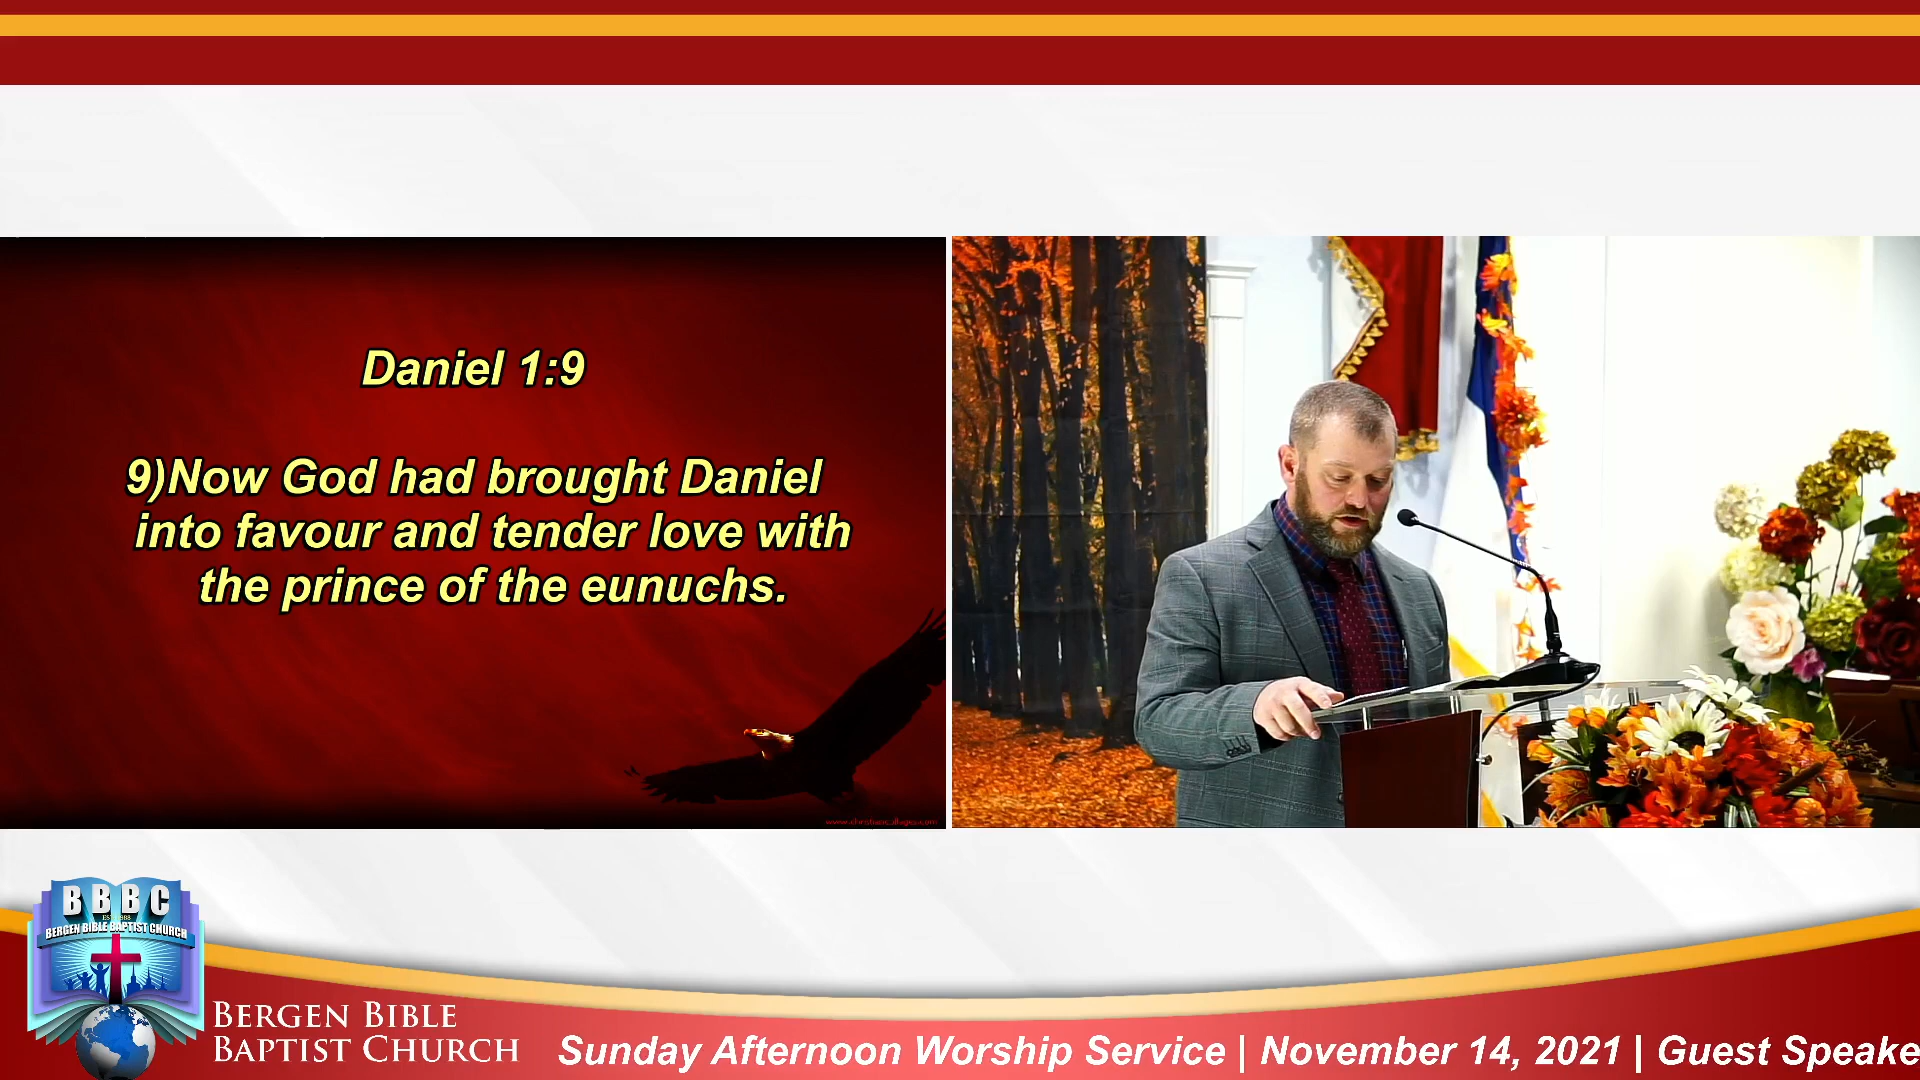 Daniel 1:9
9)Now God had brought Daniel
into favour and tender love with
the prince of the eunuchs.
BBBC
BERGEN BIBLE BAPTIST CHURCH
BERGEN BIBLE
BAPTIST CHURCH
Sunday Afternoon Worship Service | November 14, 2021 | Guest Speake